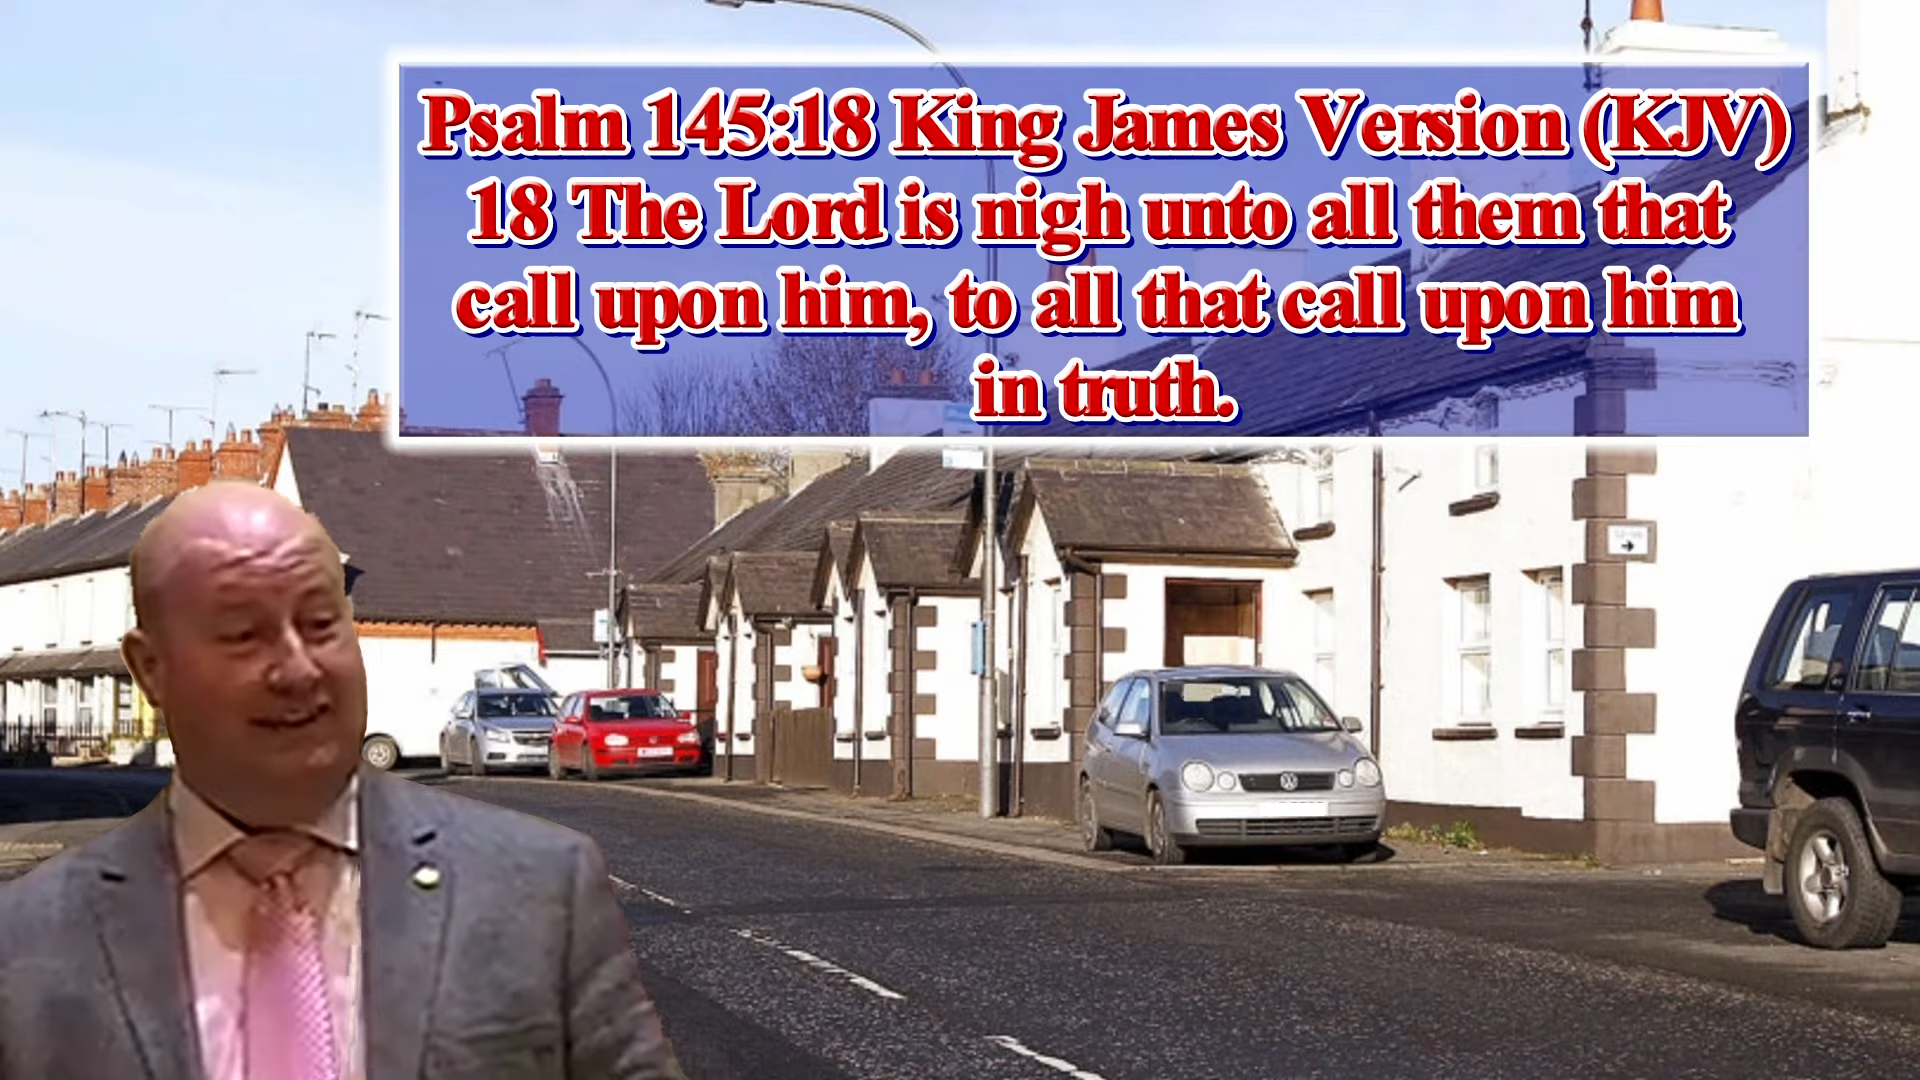 Psalm 145:18 King James Version (KJV)
18 The Lord is nigh unto all them that
call upon him, to all that call upon him
in truth.